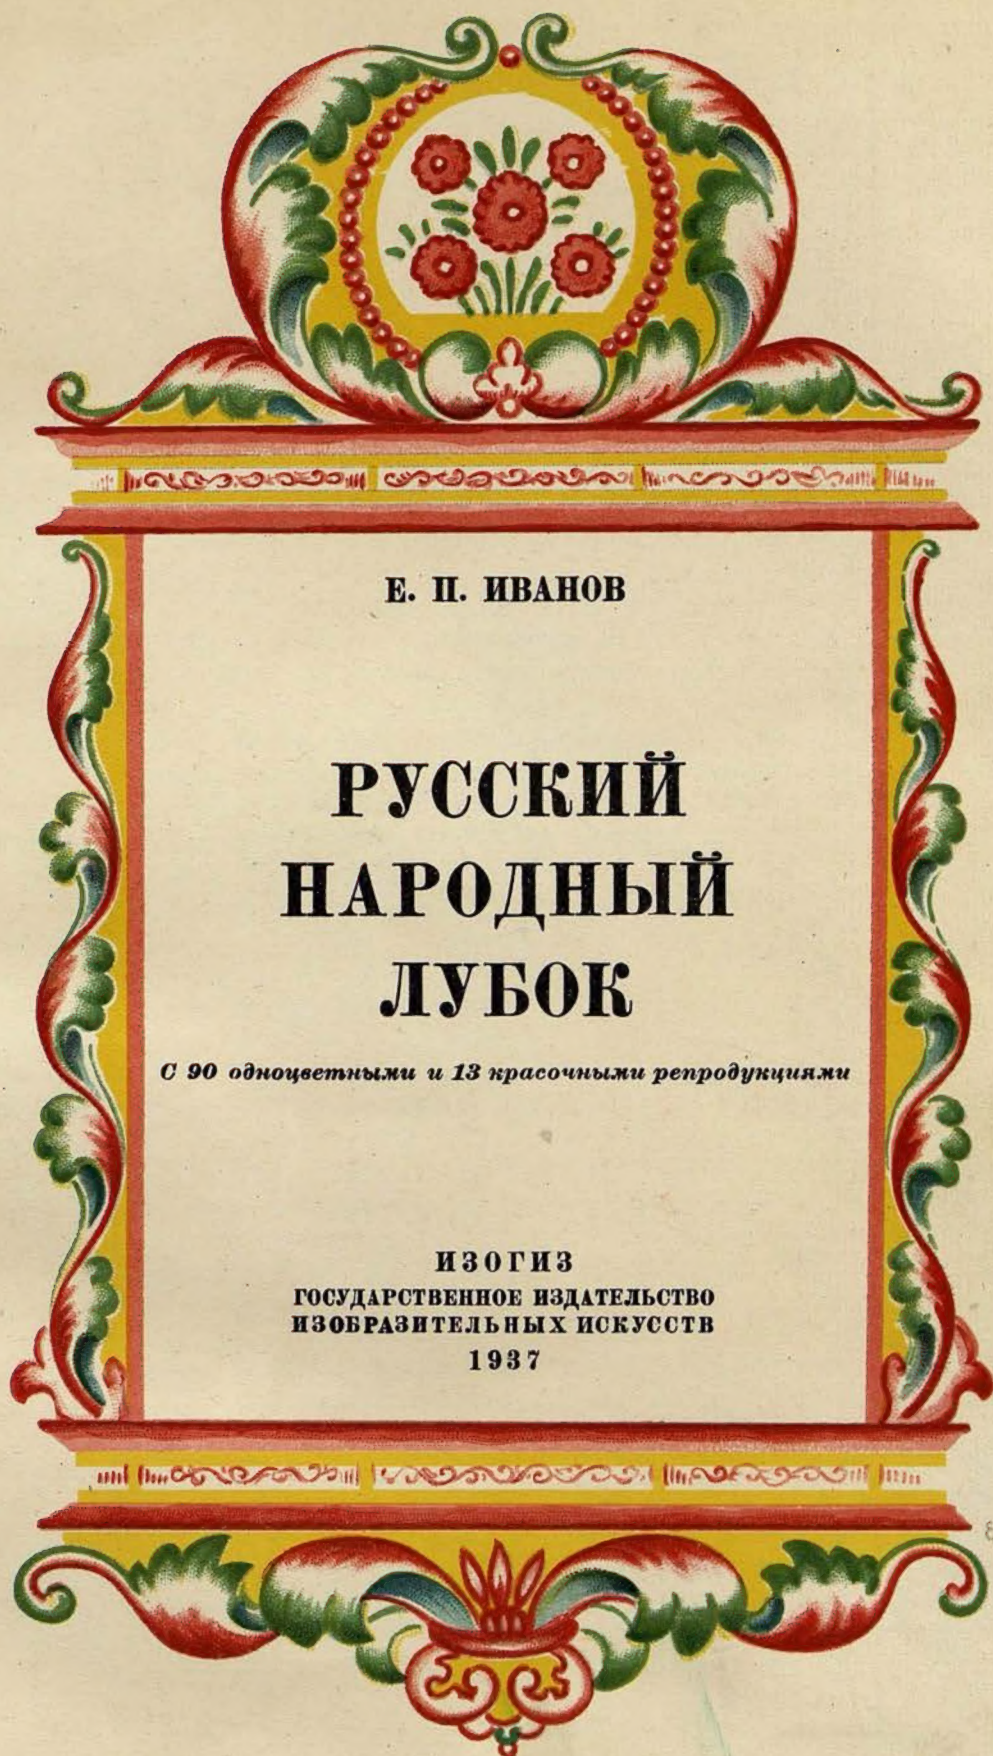 Е. П. ИВАНОВ
РУССКИЙ
НАРОДНЫЙ
ЛУБОК
С 90 одноцветными и 13 красочными репродукциями
ИЗОГИЗ
ГОСУДАРСТВЕННОЕ ИЗДАТЕЛЬСТВО
ИЗОБРАЗИТЕЛЬНЫХ ИСКУССТВ
1937